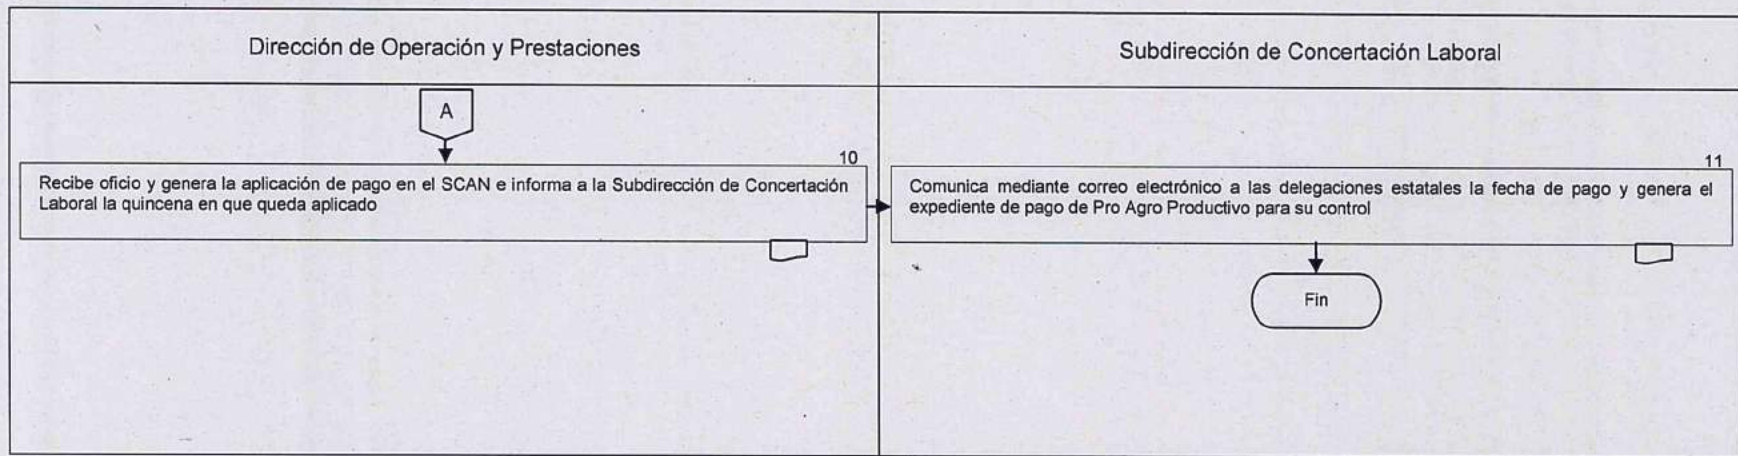 Dirección de Operación y Prestaciones
Subdirección de Concertación Laboral
A
10
Recibe oficio y genera la aplicación de pago en el SCAN e informa a la Subdirección de Concertación
Laboral la quincena en que queda aplicado
11
Comunica mediante correo electrónico a las delegaciones estatales la fecha de pago y genera el
expediente de pago de Pro Agro Productivo para su control
Fin